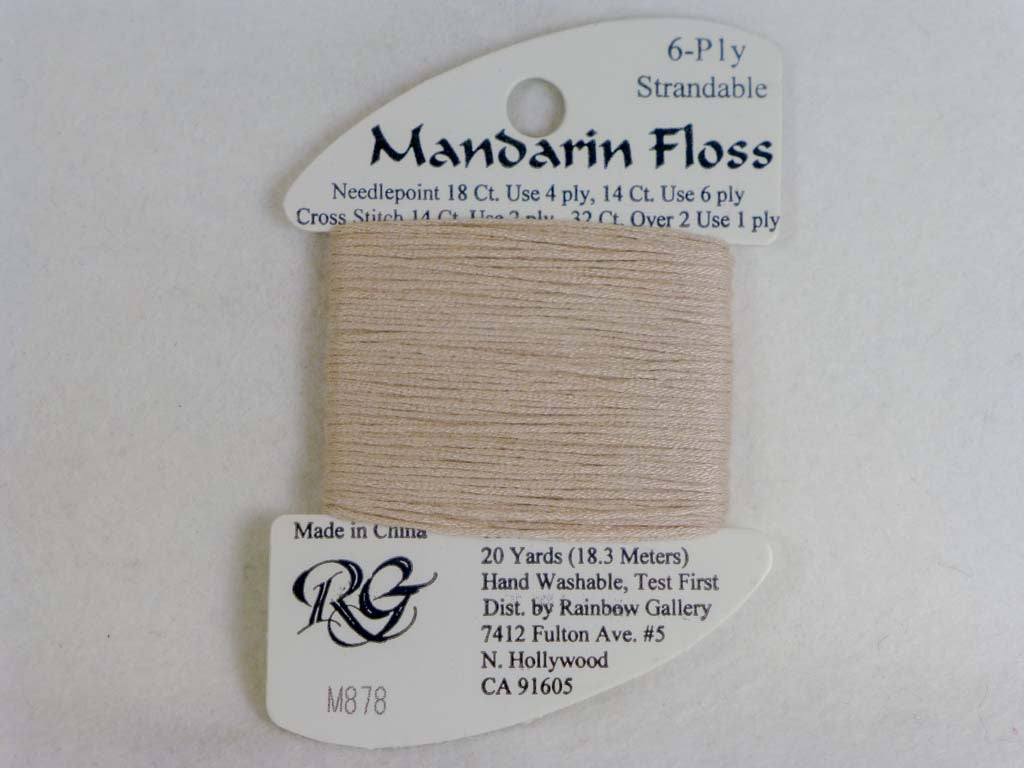 6-Ply
Strandable
Mandarin Floss
Needlepoint 18 Ct. Use 4 ply, 14 Ct. Use 6 ply
Cross Stitch 14 Ct. Use 2 ply, 32 Ct. Over 2 Use 1 ply
Made in China
20 Yards (18.3 Meters)
RG
Hand Washable, Test First
Dist. by Rainbow Gallery
7412 Fulton Ave. #5
N. Hollywood
CA 91605
M878